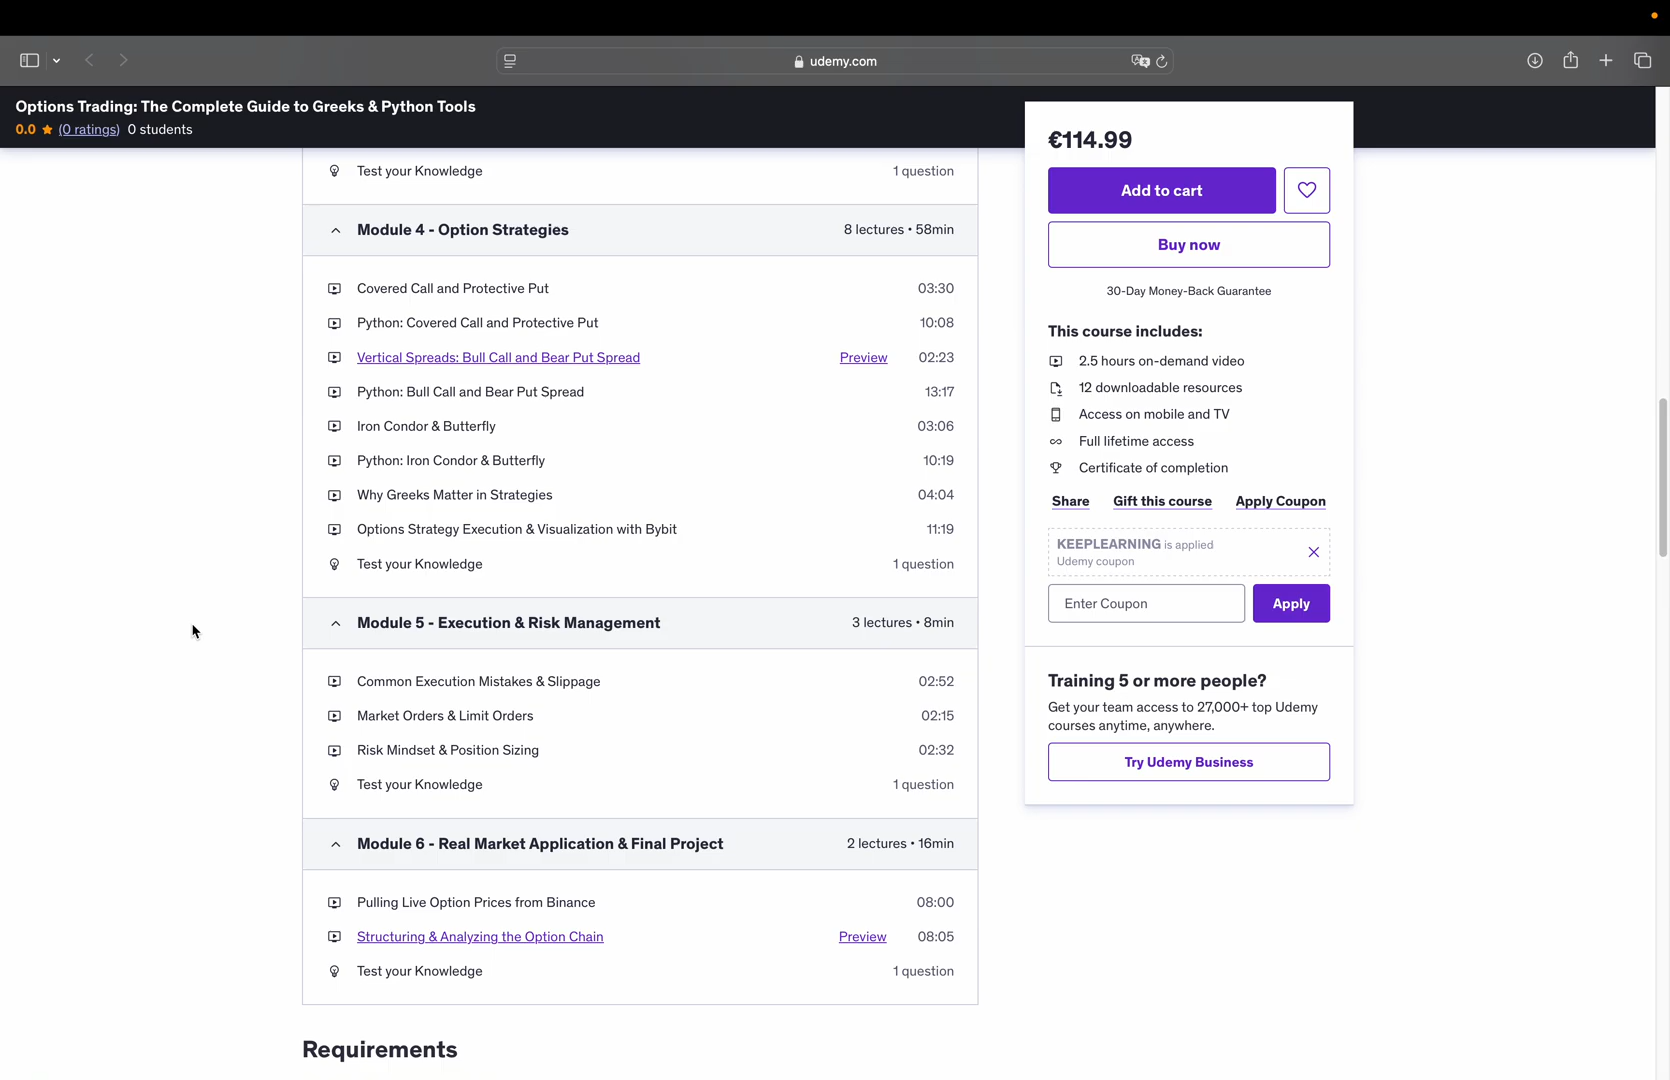 udemy.com
Options Trading: The Complete Guide to Greeks & Python Tools
0.0 ★ (0 ratings) 0 students
Test your Knowledge 1 question
Module 4 - Option Strategies 8 lectures • 58min
Covered Call and Protective Put 03:30
Python: Covered Call and Protective Put 10:08
Vertical Spreads: Bull Call and Bear Put Spread Preview 02:23
Python: Bull Call and Bear Put Spread 13:17
Iron Condor & Butterfly 03:06
Python: Iron Condor & Butterfly 10:19
Why Greeks Matter in Strategies 04:04
Options Strategy Execution & Visualization with Bybit 11:19
Test your Knowledge 1 question
Module 5 - Execution & Risk Management 3 lectures • 8min
Common Execution Mistakes & Slippage 02:52
Market Orders & Limit Orders 02:15
Risk Mindset & Position Sizing 02:32
Test your Knowledge 1 question
Module 6 - Real Market Application & Final Project 2 lectures • 16min
Pulling Live Option Prices from Binance 08:00
Structuring & Analyzing the Option Chain Preview 08:05
Test your Knowledge 1 question
Requirements
€114.99
Add to cart
Buy now
30-Day Money-Back Guarantee
This course includes:
2.5 hours on-demand video
12 downloadable resources
Access on mobile and TV
Full lifetime access
Certificate of completion
Share Gift this course Apply Coupon
KEEPLEARNING is applied
Udemy coupon
Enter Coupon Apply
Training 5 or more people?
Get your team access to 27,000+ top Udemy
courses anytime, anywhere.
Try Udemy Business